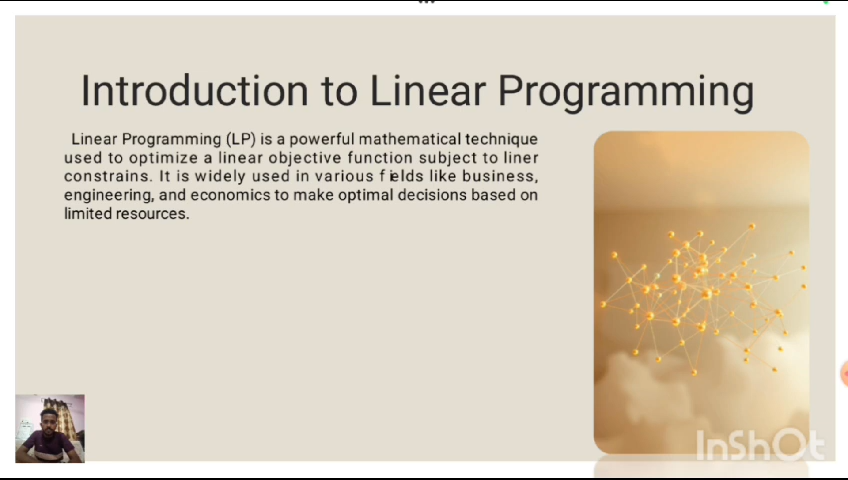 Introduction to Linear Programming
Linear Programming (LP) is a powerful mathematical technique
used to optimize a linear objective function subject to liner
constrains. It is widely used in various fields like business,
engineering, and economics to make optimal decisions based on
limited resources.
InShOt